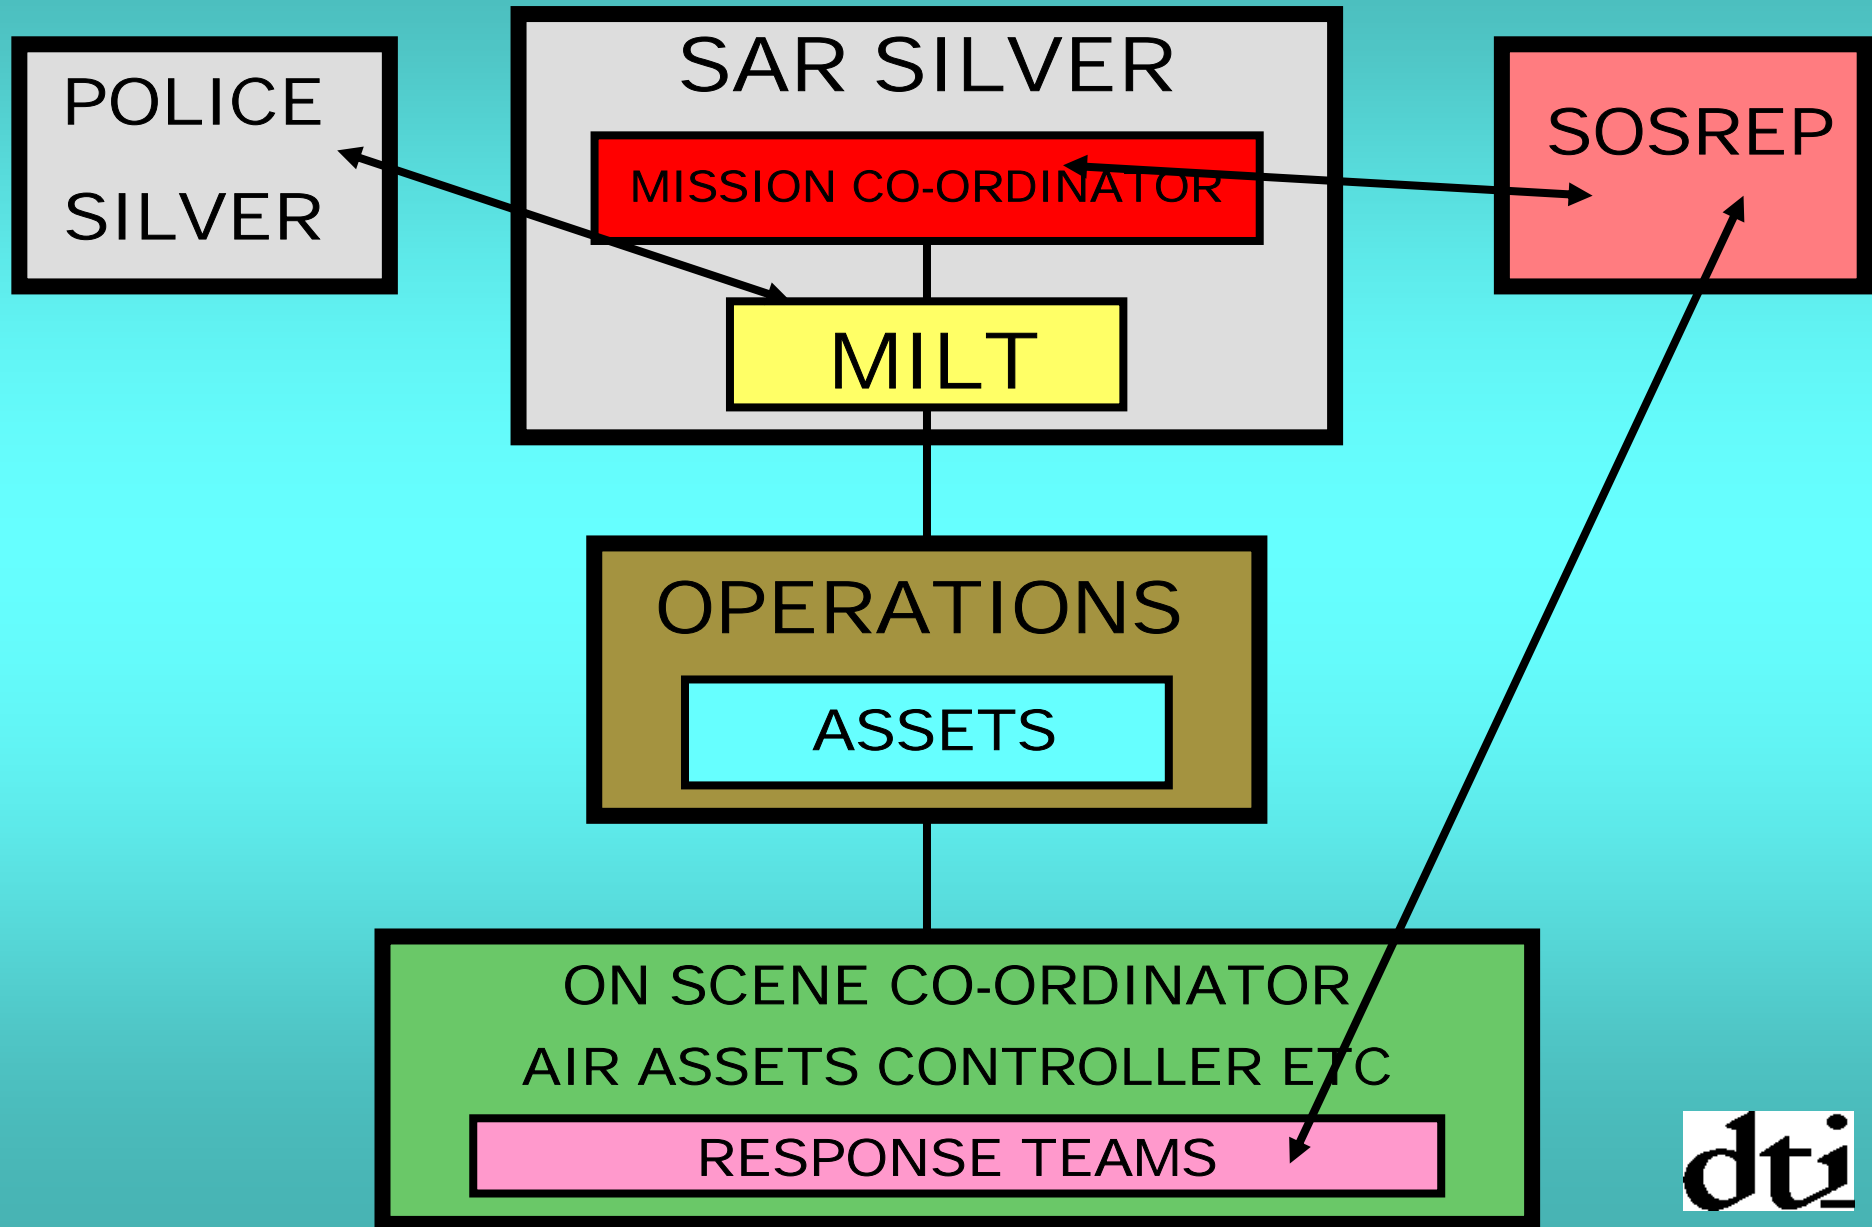 POLICE
SILVER
SAR SILVER
MISSION CO-ORDINATOR
MILT
SOSREP
OPERATIONS
ASSETS
ON SCENE CO-ORDINATOR
AIR ASSETS CONTROLLER ETC
RESPONSE TEAMS
dti